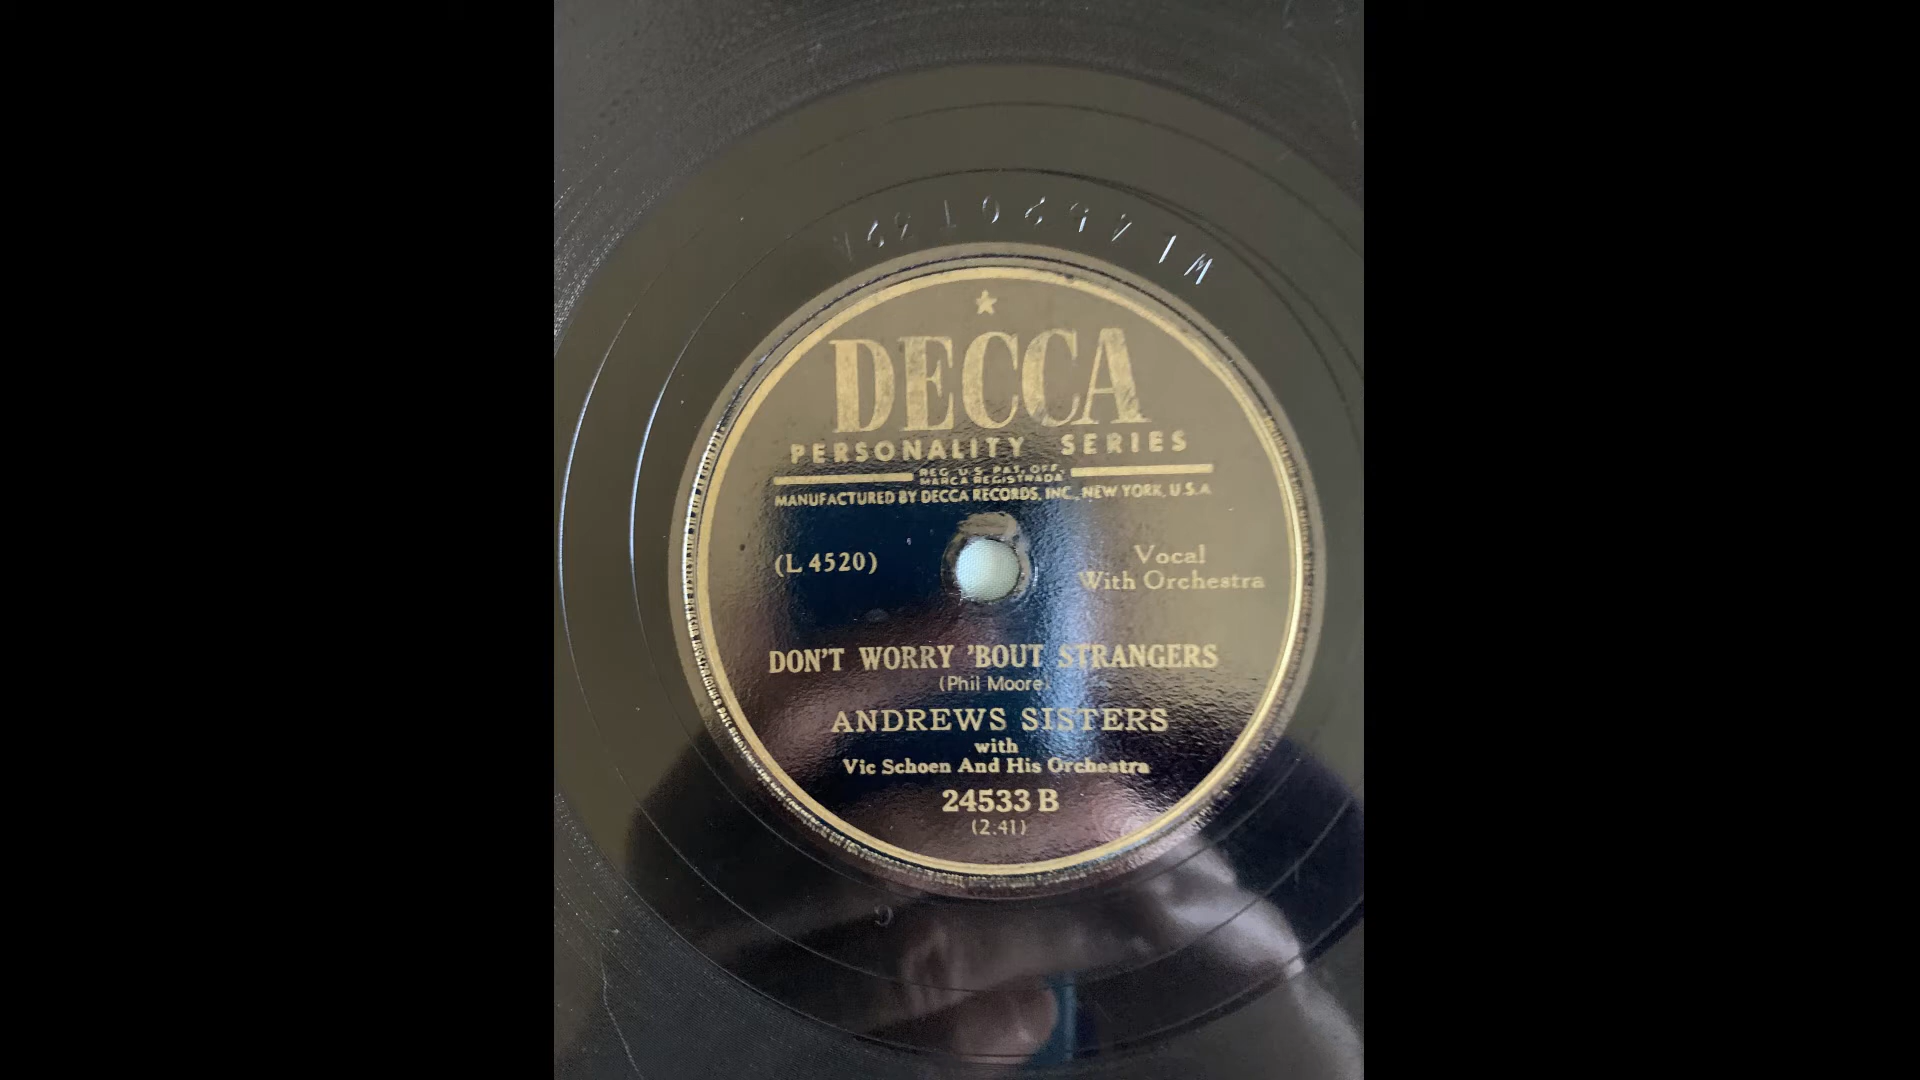 DECCA
PERSONALITY SERIES
REG. U.S. PAT. OFF.
MARCA REGISTRADA
MANUFACTURED BY DECCA RECORDS, INC., NEW YORK, U.S.A
(L 4520)
Vocal
With Orchestra
DON'T WORRY 'BOUT STRANGERS
(Phil Moore)
ANDREWS SISTERS
with
Vic Schoen And His Orchestra
24533 B
(2.41)